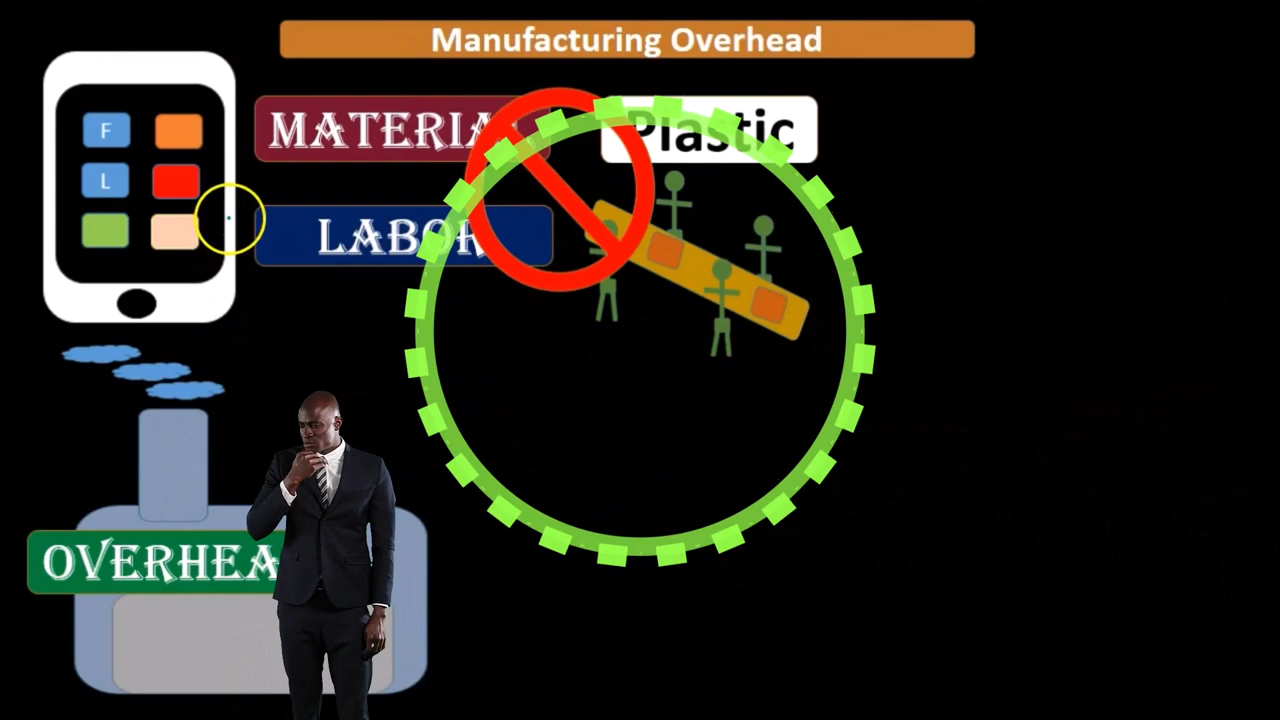 Manufacturing Overhead
F
L
MATERIA
Plastic
LABOR
OVERHEA